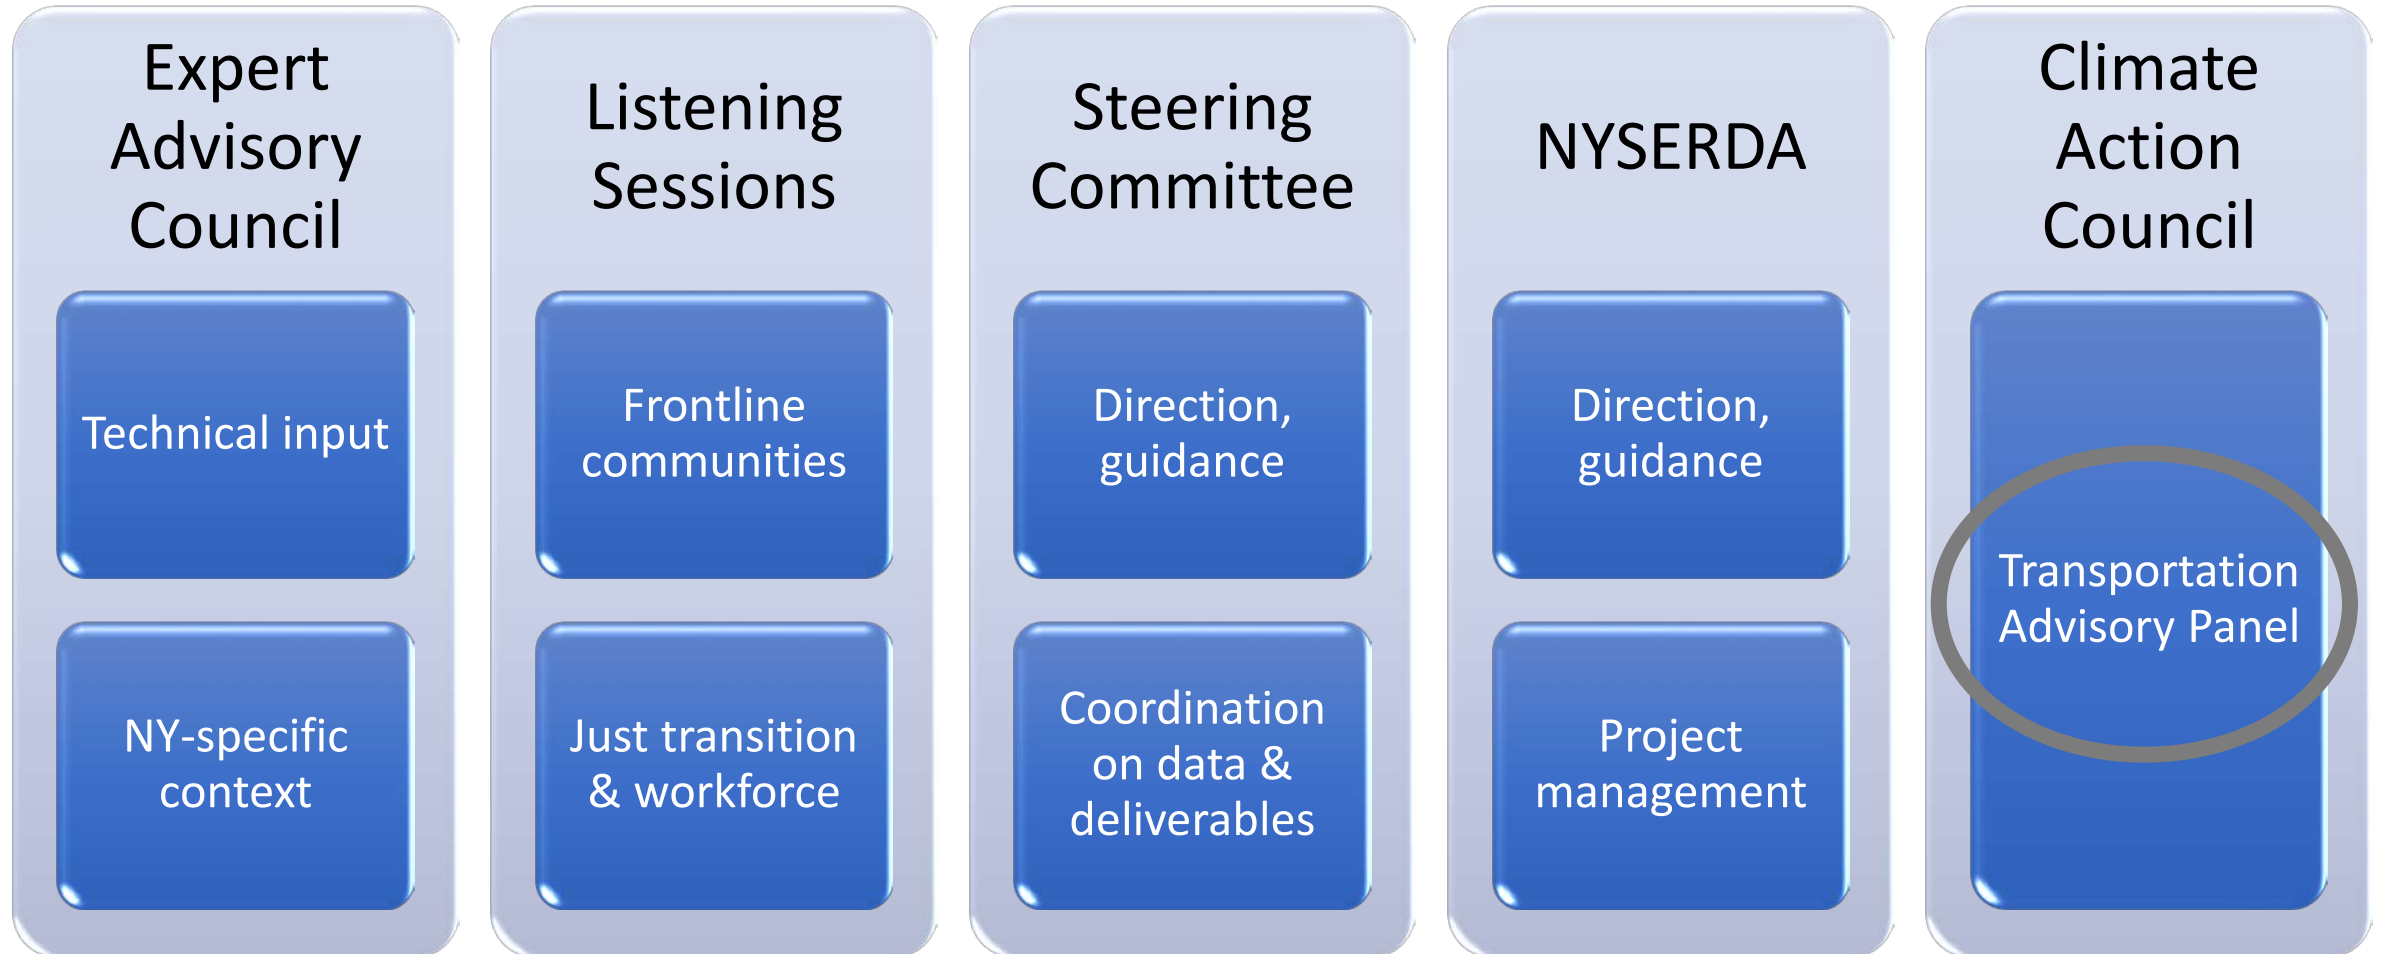 Expert
Advisory
Council
Technical input
NY-specific
context
Listening
Sessions
Frontline
communities
Just transition
& workforce
Steering
Committee
Direction,
guidance
Coordination
on data &
deliverables
NYSERDA
Direction,
guidance
Project
management
Climate
Action
Council
Transportation
Advisory Panel